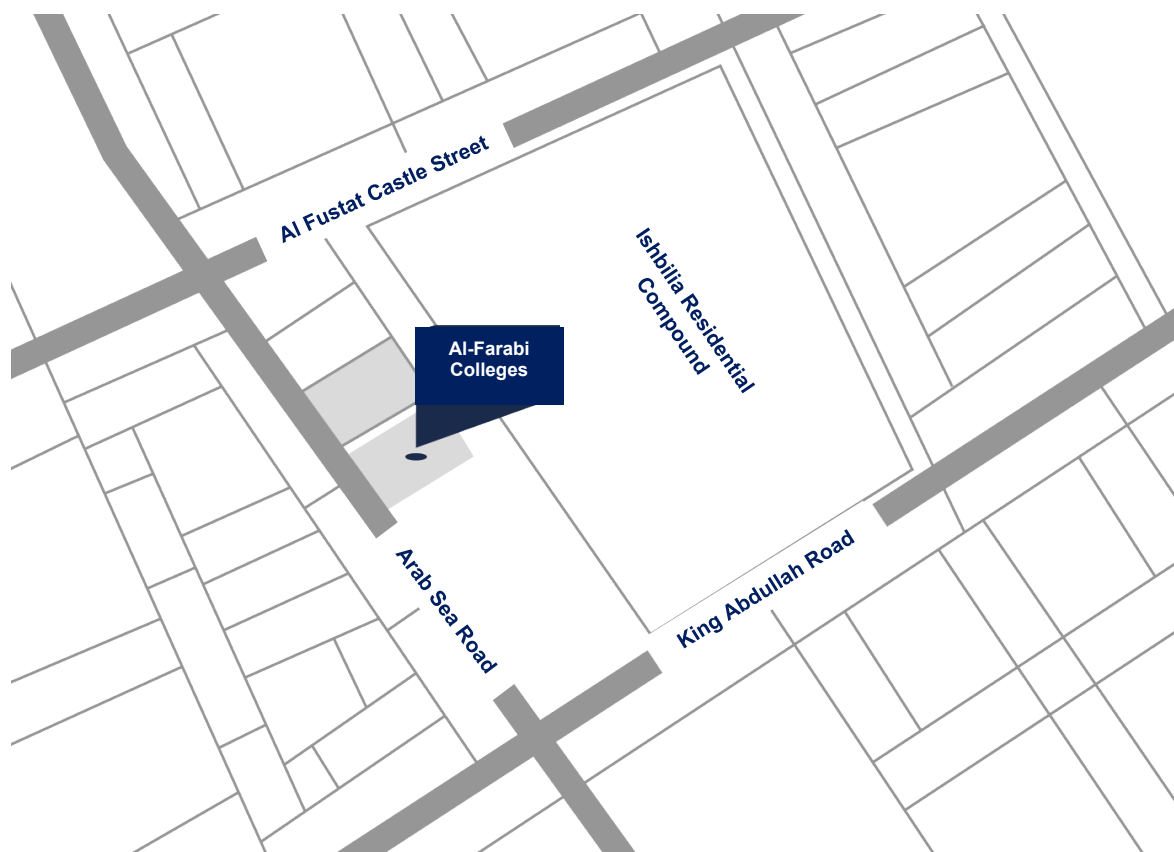 Al Fustat Castle Street
Ishbilia Residential
Compound
Al-Farabi
Colleges
Arab Sea Road
King Abdullah Road